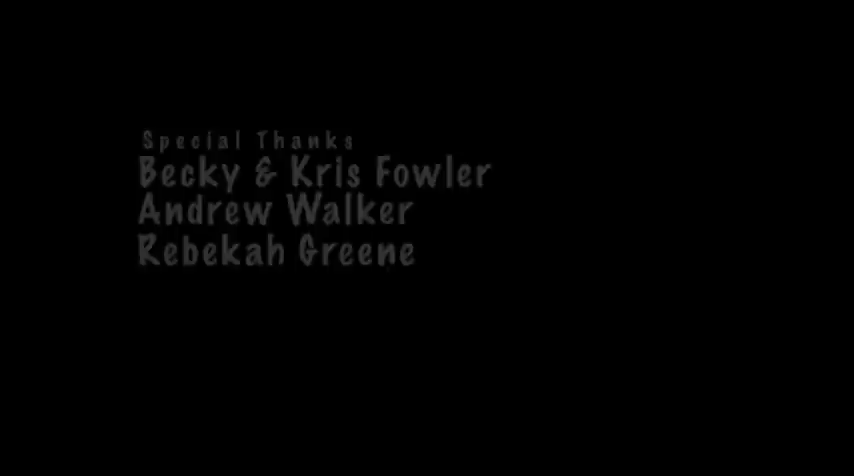 Special Thanks
Becky & Kris Fowler
Andrew Walker
Rebekah Greene